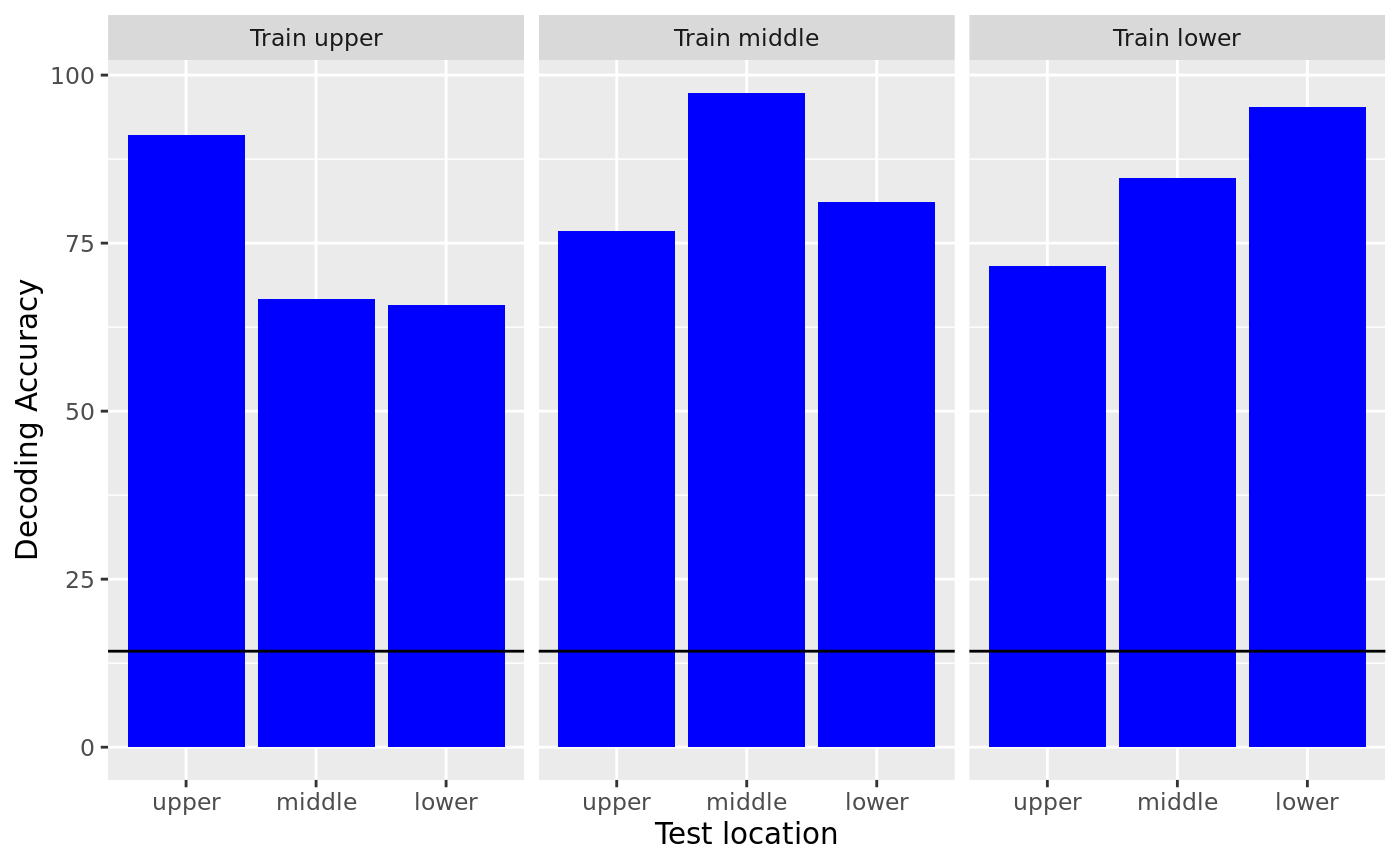 Train upper
Train middle
Train lower
Decoding Accuracy
100
75
50
25
0
upper middle lower
upper middle lower
upper middle lower
Test location